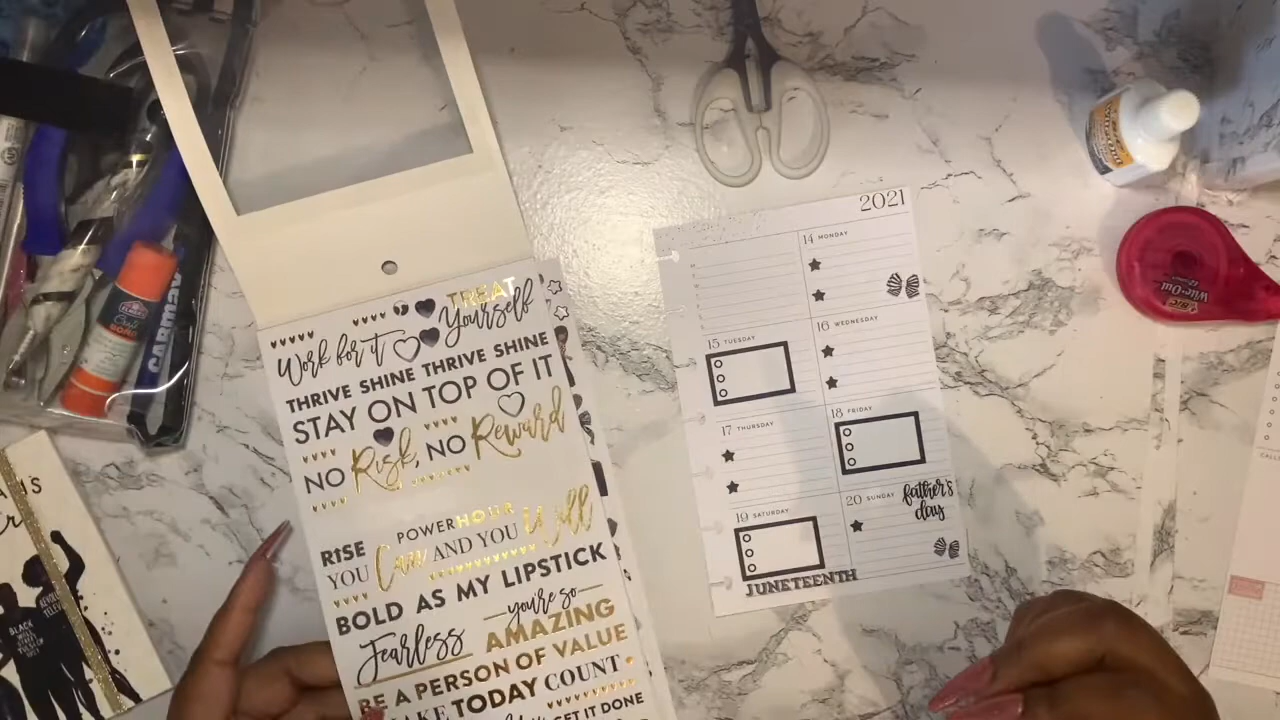 TREAT
Work for it Yourself
THRIVE SHINE THRIVE SHINE
STAY ON TOP OF IT
NO Risk, NO Reward
POWERHOUR
RISE
YOU Can AND YOU Will
BOLD AS MY LIPSTICK
Fearless you're so
AMAZING
BE A PERSON OF VALUE
MAKE TODAY COUNT
GET IT DONE
2021
14 MONDAY
15 TUESDAY
16 WEDNESDAY
17 THURSDAY
18 FRIDAY
19 SATURDAY
20 SUNDAY
father's
day
JUNETEENTH
BIC
Wite-Out
ELMER'S
CARMAX
BLACK